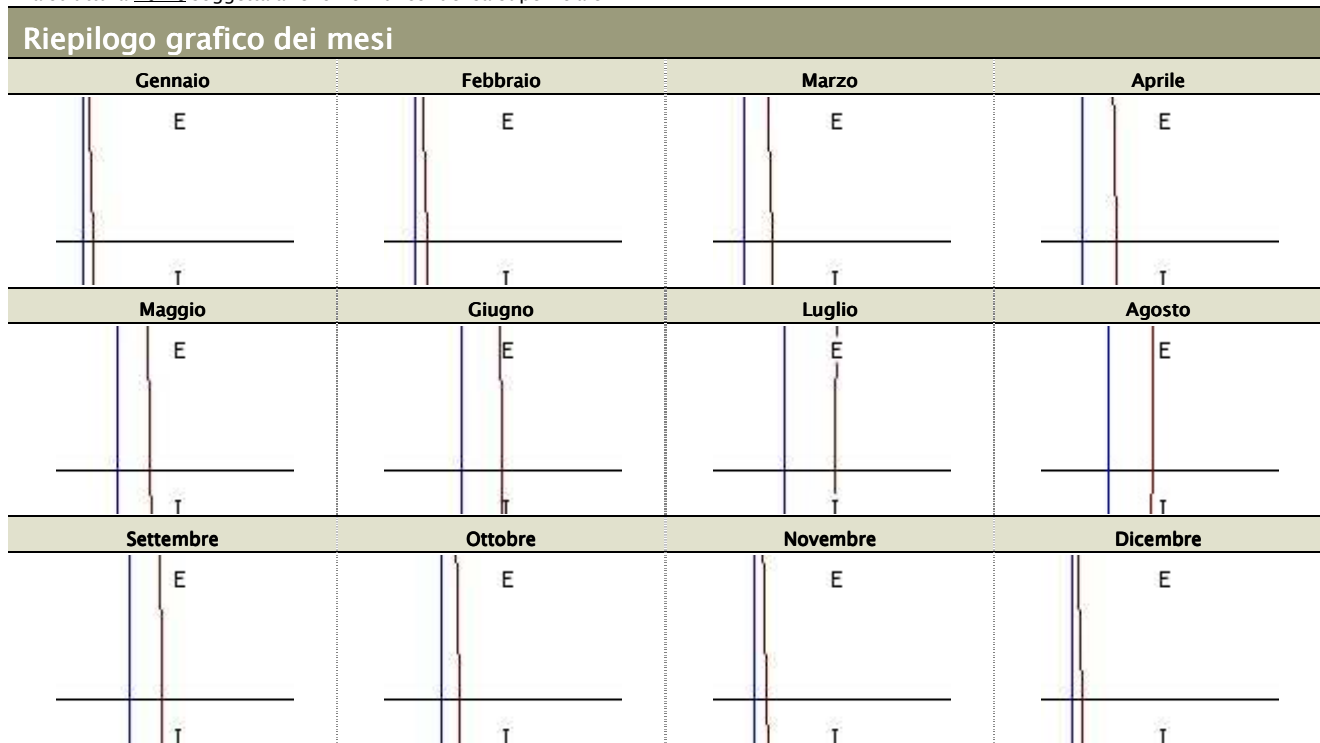 Riepilogo grafico dei mesi
Gennaio Febbraio Marzo Aprile
E E E E
I I I I
Maggio Giugno Luglio Agosto
E E E E
I I I I
Settembre Ottobre Novembre Dicembre
E E E E
I I I I